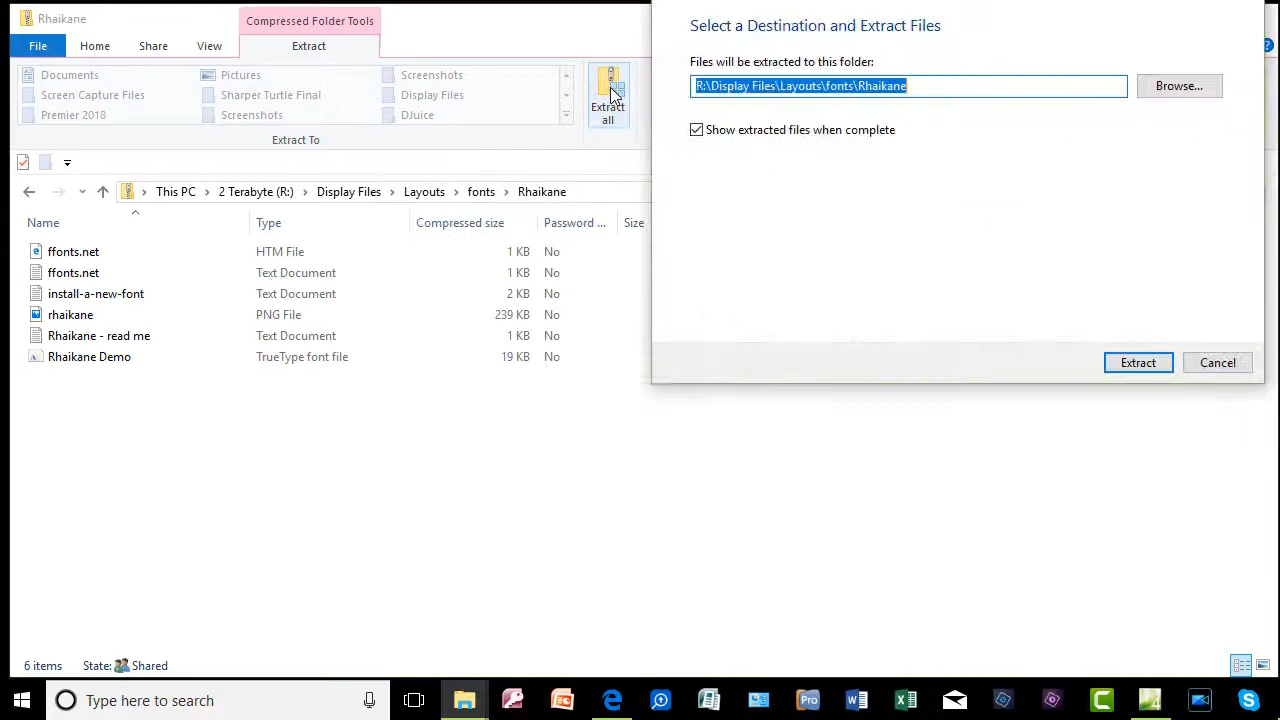 Rhaikane
Compressed Folder Tools
File Home Share View Extract
Documents Pictures Screenshots
Screen Capture Files Sharper Turtle Final Display Files
Premier 2018 Screenshots DJuice
Extract To
Extract
all
This PC 2 Terabyte (R:) Display Files Layouts fonts Rhaikane
Name Type Compressed size Password ... Size
ffonts.net HTM File 1 KB No
ffonts.net Text Document 1 KB No
install-a-new-font Text Document 2 KB No
rhaikane PNG File 239 KB No
Rhaikane - read me Text Document 1 KB No
Rhaikane Demo TrueType font file 19 KB No
Select a Destination and Extract Files
Files will be extracted to this folder:
R:\Display Files\Layouts\fonts\Rhaikane Browse...
Show extracted files when complete
Extract Cancel
6 items State: Shared
Type here to search
Pro